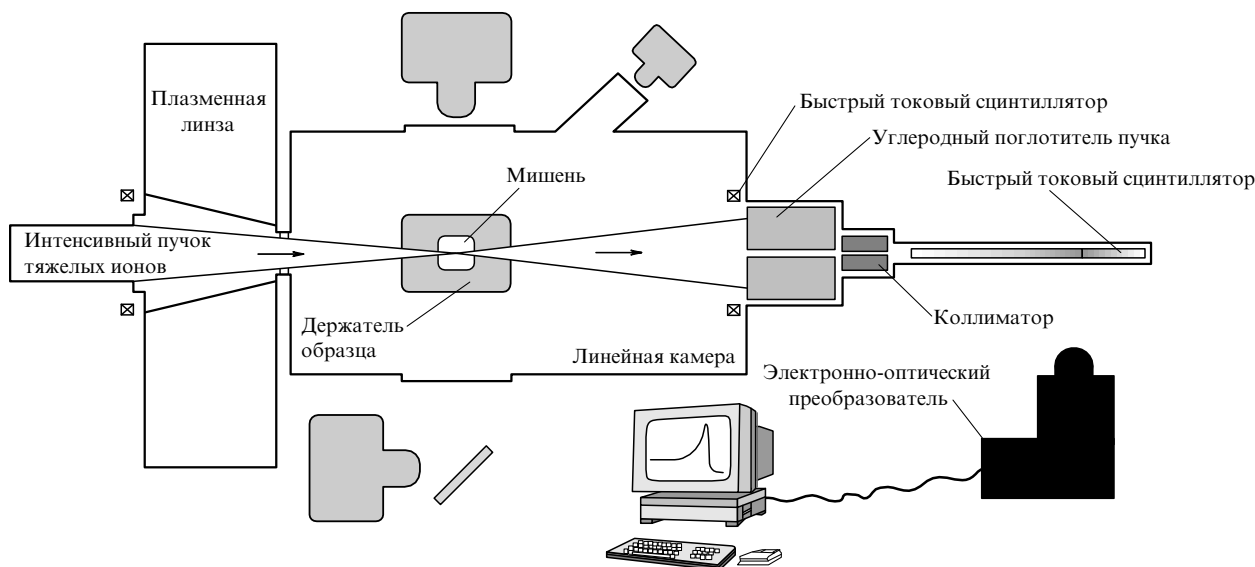 Плазменная
линза
Быстрый токовый сцинтиллятор
Углеродный поглотитель пучка
Мишень
Быстрый токовый сцинтиллятор
Интенсивный пучок
тяжелых ионов
Держатель
образца
Коллиматор
Линейная камера
Электронно-оптический
преобразователь